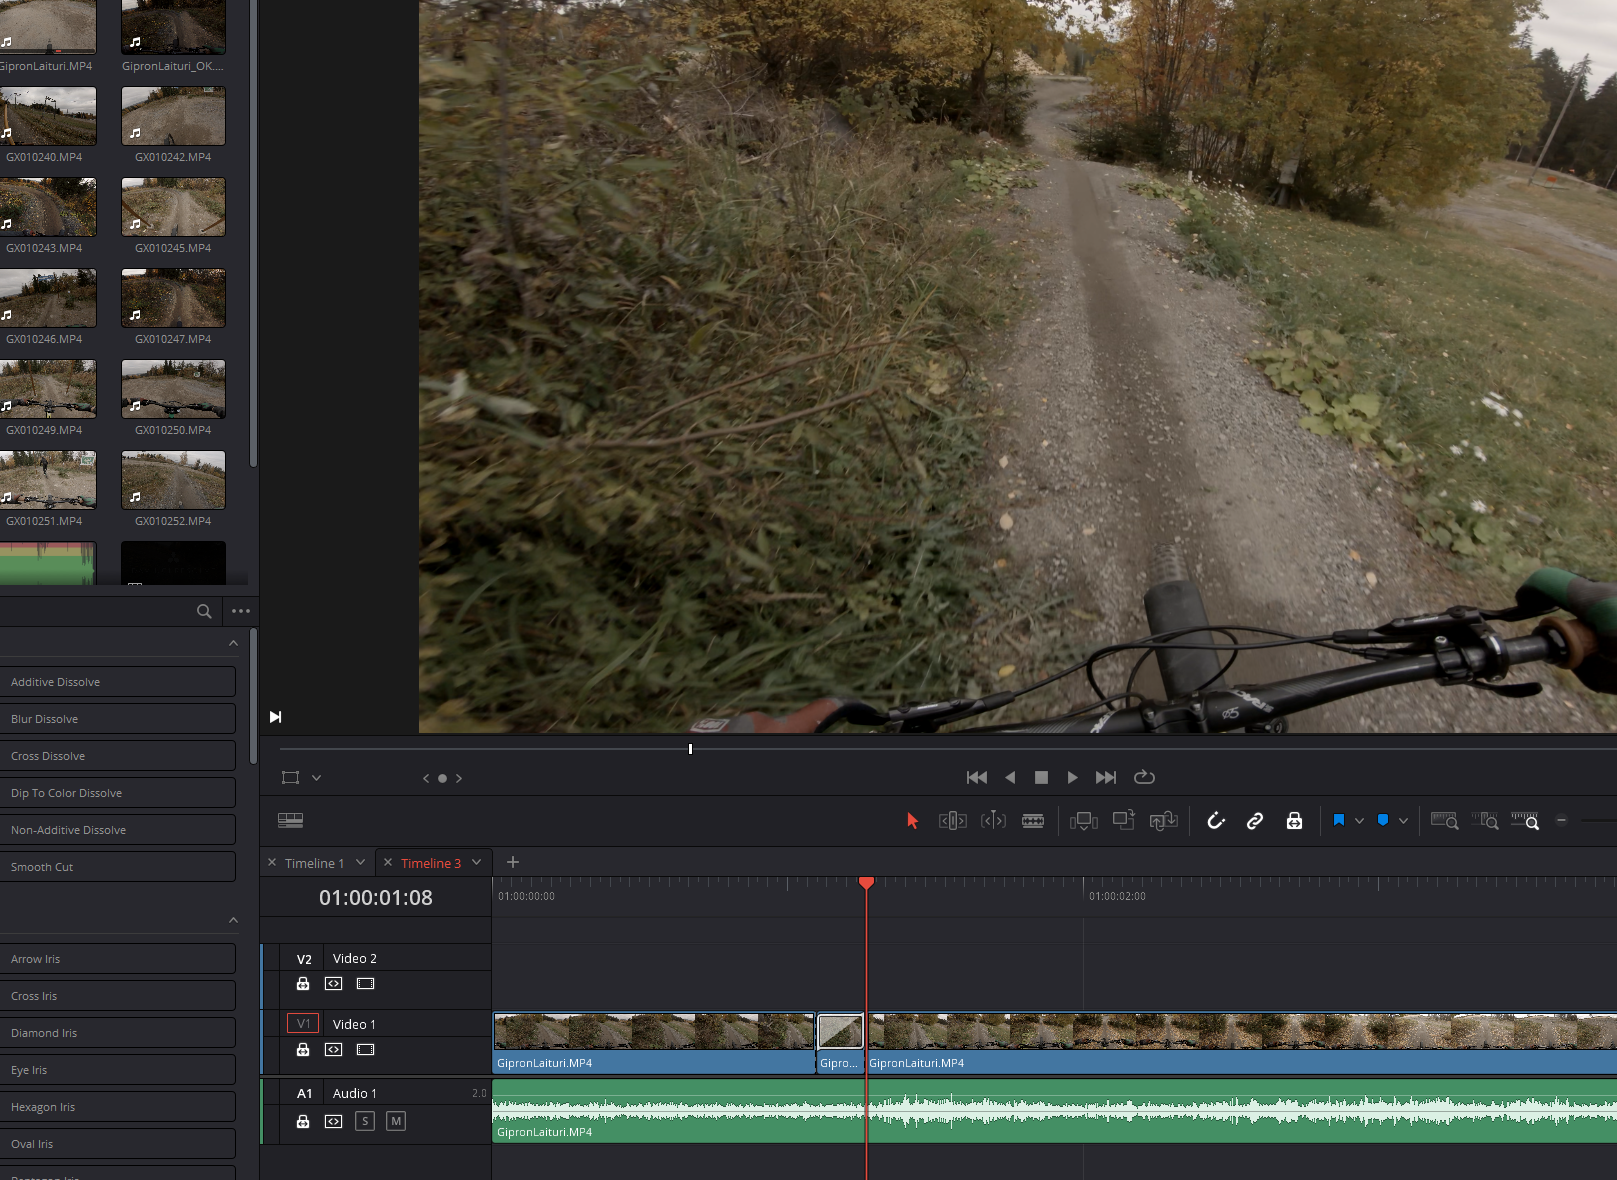 GipronLaituri.MP4
GipronLaituri_OK....
GX010240.MP4
GX010242.MP4
GX010243.MP4
GX010245.MP4
GX010246.MP4
GX010247.MP4
GX010249.MP4
GX010250.MP4
GX010251.MP4
GX010252.MP4
Additive Dissolve
Blur Dissolve
Cross Dissolve
Dip To Color Dissolve
Non-Additive Dissolve
Smooth Cut
Arrow Iris
Cross Iris
Diamond Iris
Eye Iris
Hexagon Iris
Oval Iris
Timeline 1
Timeline 3
01:00:01:08
01:00:00:00
01:00:02:00
V2 Video 2
V1 Video 1
GipronLaituri.MP4
Gipro...
GipronLaituri.MP4
A1 Audio 1 2.0
S M
GipronLaituri.MP4